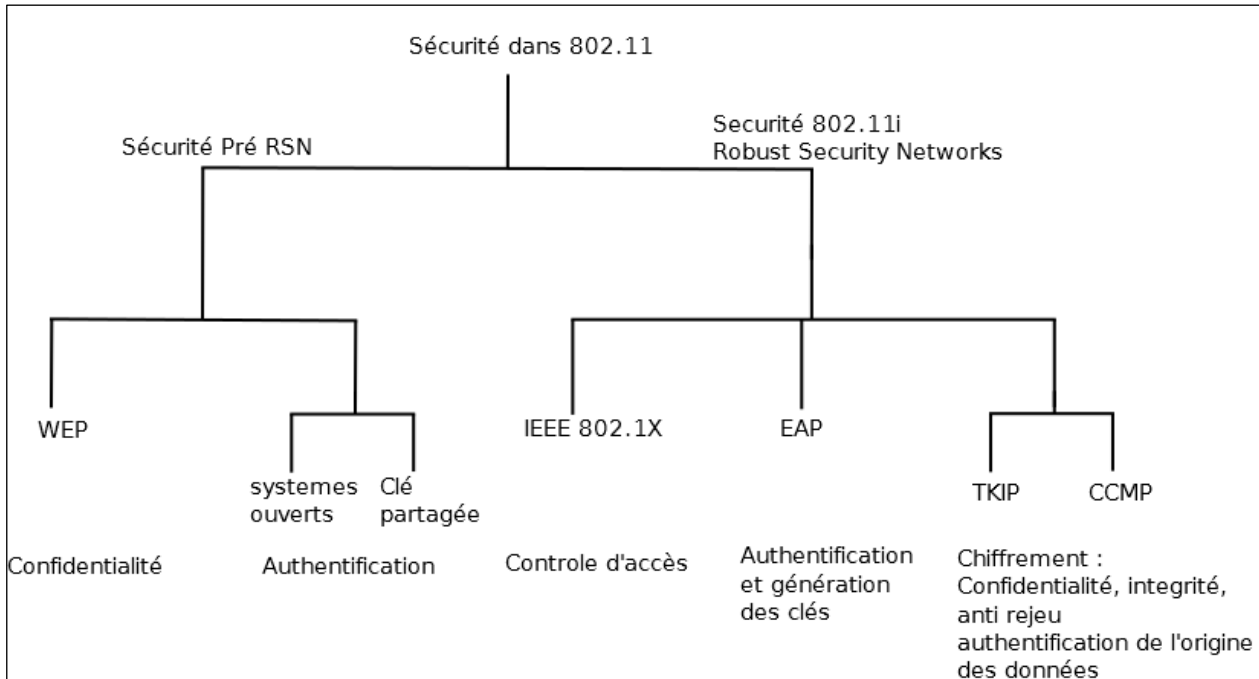 Sécurité dans 802.11
Sécurité Pré RSN
Securité 802.11i
Robust Security Networks
WEP
systemes
ouverts
Clé
partagée
IEEE 802.1X
EAP
TKIP
CCMP
Confidentialité
Authentification
Controle d'accès
Authentification
et génération
des clés
Chiffrement :
Confidentialité, integrité,
anti rejeu
authentification de l'origine
des données